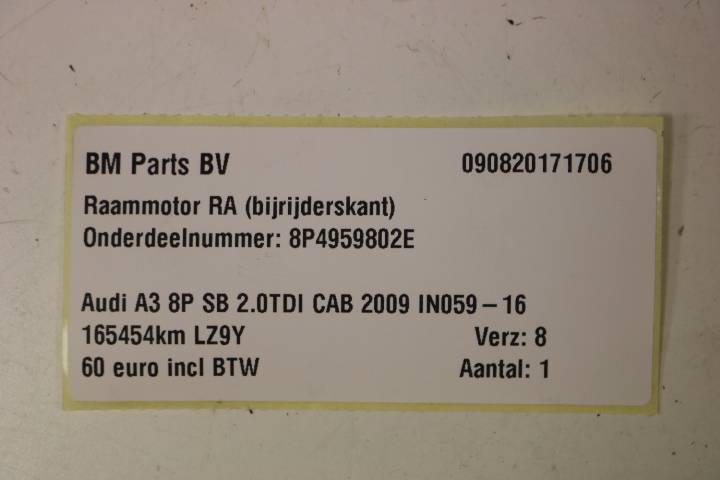 BM Parts BV 090820171706
Raammotor RA (bijrijderskant)
Onderdeelnummer: 8P4959802E
Audi A3 8P SB 2.0TDI CAB 2009 IN059-16
165454km LZ9Y Verz: 8
60 euro incl BTW Aantal: 1